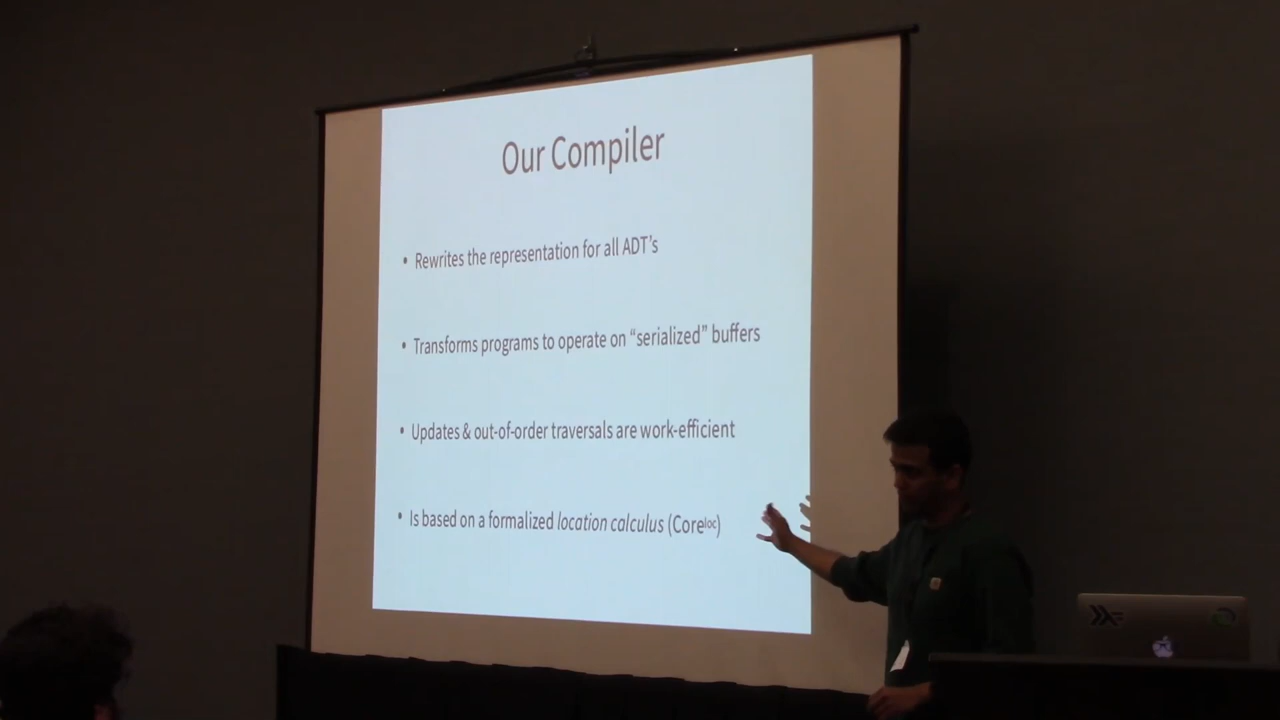 Our Compiler
• Rewrites the representation for all ADT's
• Transforms programs to operate on “serialized” buffers
• Updates & out-of-order traversals are work-efficient
• Is based on a formalized location calculus (Coreˡᵒᶜ)